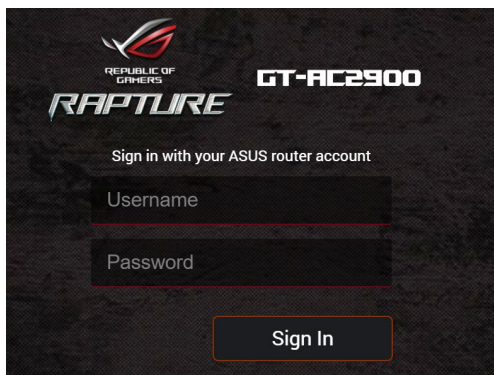 REPUBLIC OF
GAMERS
RAPTURE
GT-AC2900
Sign in with your ASUS router account
Username
Password
Sign In